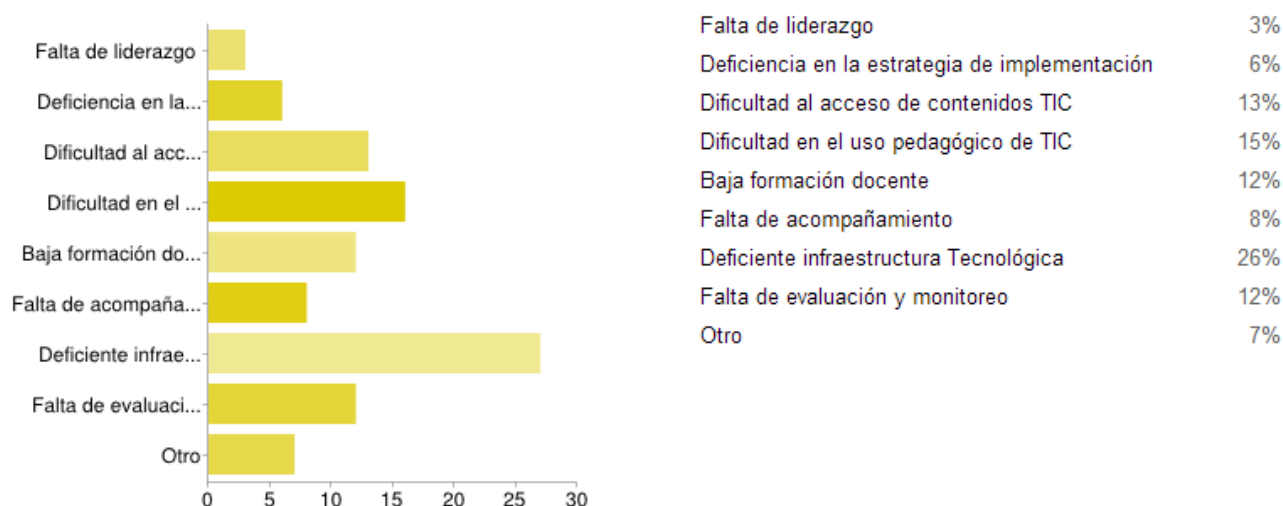 Falta de liderazgo
Deficiencia en la...
Dificultad al acc...
Dificultad en el ...
Baja formación do...
Falta de acompaña...
Deficiente infrae...
Falta de evaluaci...
Otro
0 5 10 15 20 25 30
Falta de liderazgo 3%
Deficiencia en la estrategia de implementación 6%
Dificultad al acceso de contenidos TIC 13%
Dificultad en el uso pedagógico de TIC 15%
Baja formación docente 12%
Falta de acompañamiento 8%
Deficiente infraestructura Tecnológica 26%
Falta de evaluación y monitoreo 12%
Otro 7%